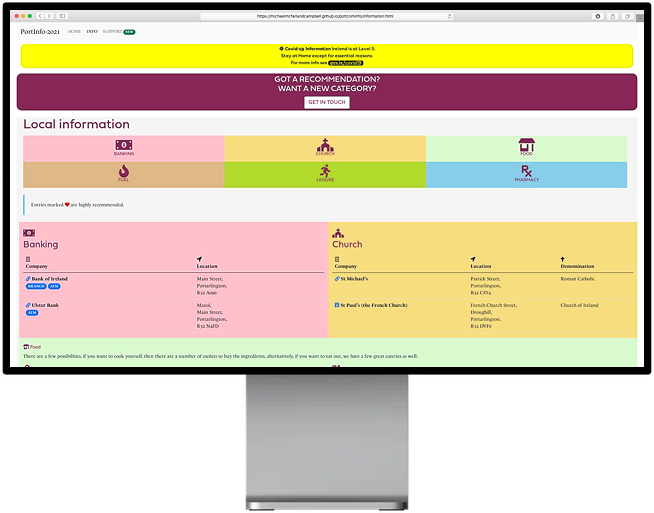 https://michaelmcfarlandcampbell.github.io/portcominfo/information.html
PortInfo·2021 HOME INFO SUPPORT NEW
Covid-19 Information Ireland is at Level 5.
Stay at Home except for essential reasons.
For more info see gov.ie/covid19
GOT A RECOMMENDATION?
WANT A NEW CATEGORY?
GET IN TOUCH
Local information
BANKING CHURCH FOOD
FUEL LEISURE PHARMACY
Entries marked ❤ are highly recommended.
Banking
Company Location
Bank of Ireland Main Street,
BRANCH ATM Portarlington,
R32 A020
Ulster Bank
ATM Main Street,
Portarlington,
R32 N4FD
Church
Company Location Denomination
St Michael's Patrick Street, Roman Catholic
Portarlington,
R32 C8Y4
St Paul's (the French Church) French Church Street, Church of Ireland
Droughill,
Portarlington,
R32 DVF6
Food
There are a few possibilities, if you want to cook yourself, then there are a number of outlets to buy the ingredients, alternatively, if you want to eat out, we have a few great eateries as well: